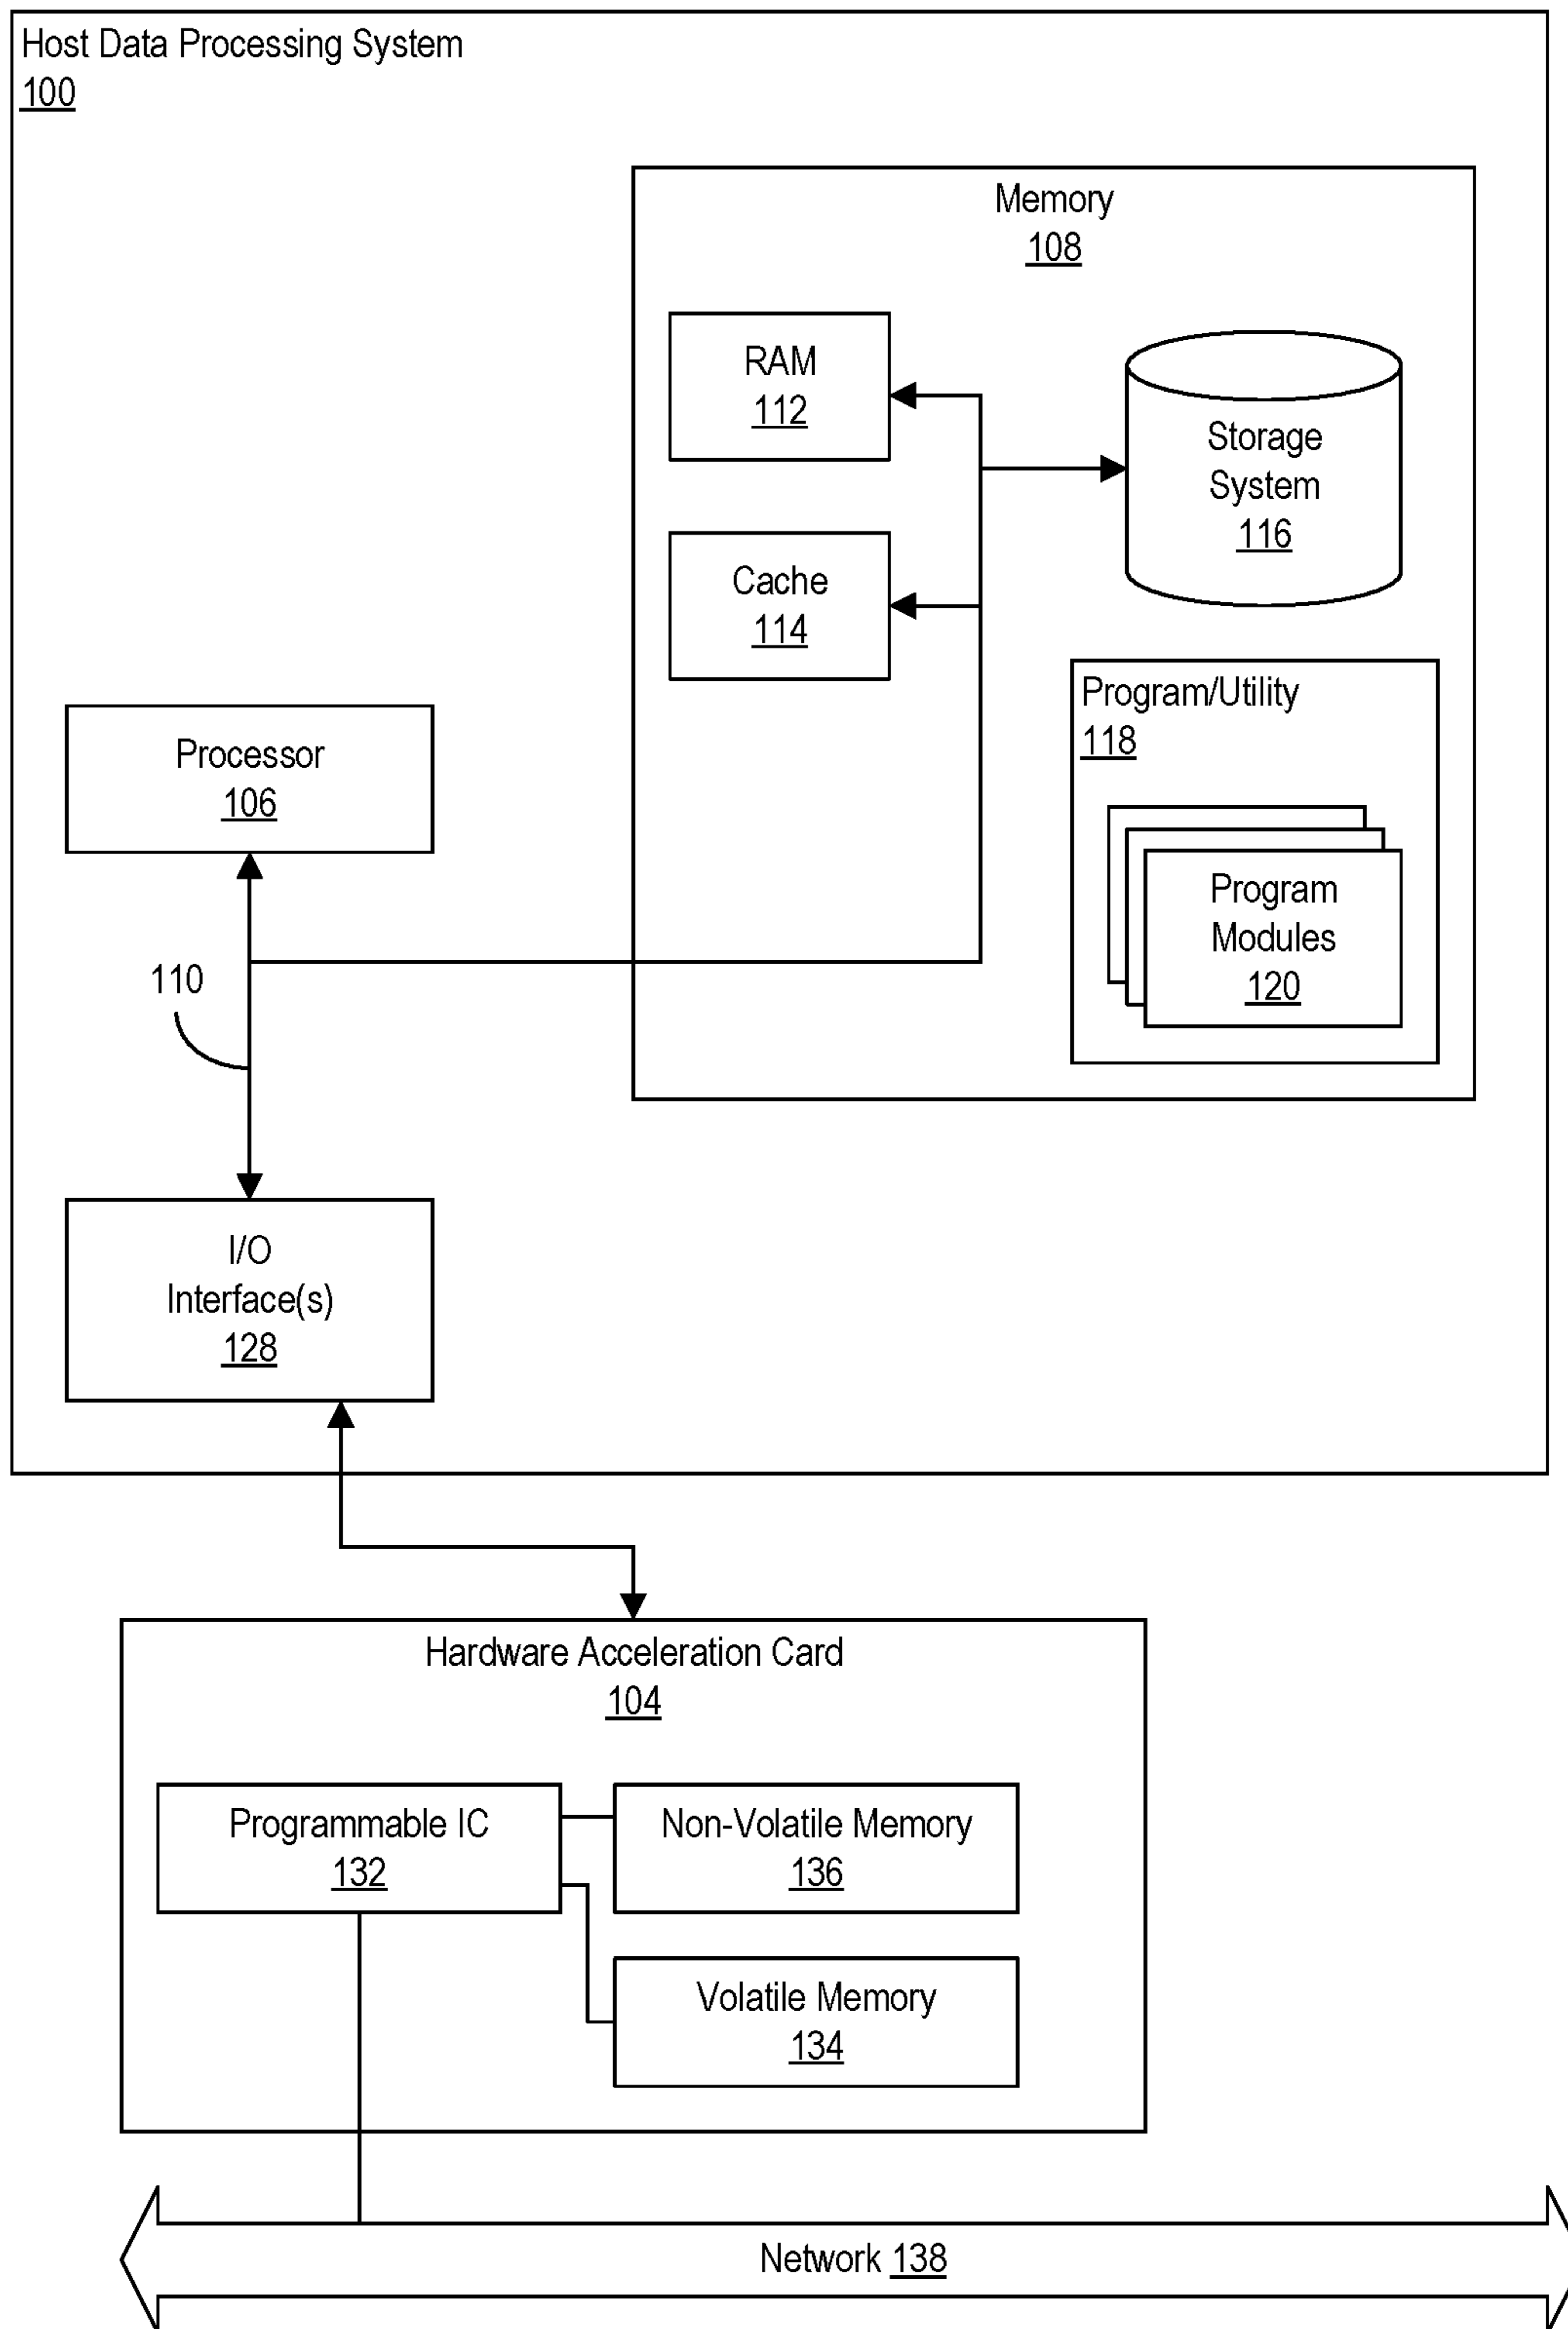 Host Data Processing System
100
Memory
108
RAM
112
Storage
System
116
Cache
114
Program/Utility
118
Processor
106
Program
Modules
120
110
I/O
Interface(s)
128
Hardware Acceleration Card
104
Programmable IC
132
Non-Volatile Memory
136
Volatile Memory
134
Network 138